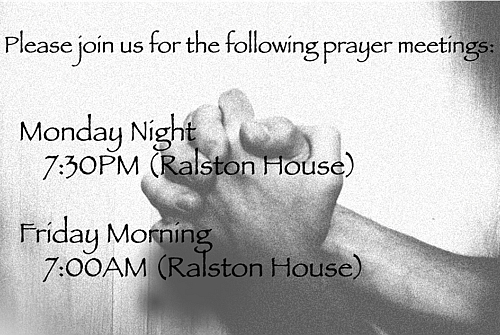 Please join us for the following prayer meetings:
Monday Night
7:30PM (Ralston House)
Friday Morning
7:00AM (Ralston House)